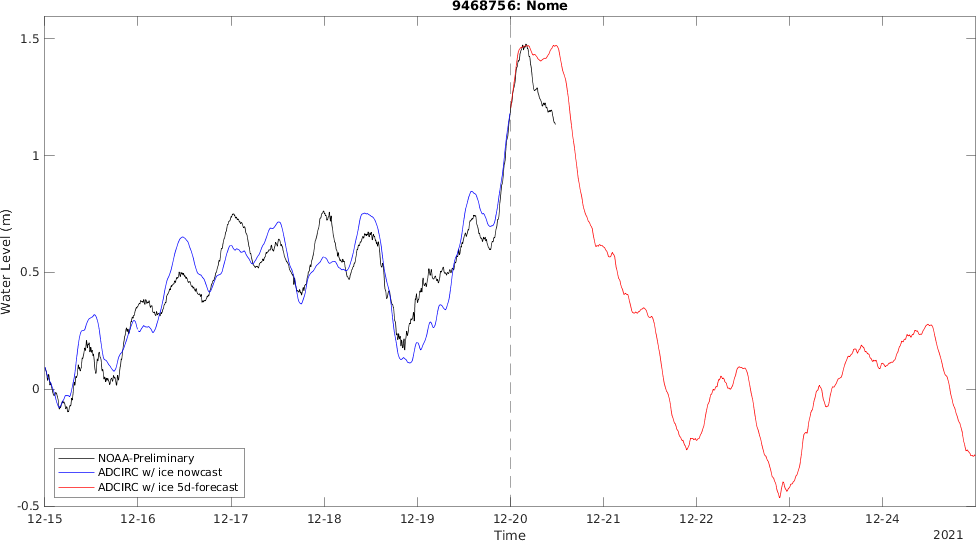 9468756: Nome
Water Level (m)
1.5
1
0.5
0
-0.5
NOAA-Preliminary
ADCIRC w/ ice nowcast
ADCIRC w/ ice 5d-forecast
12-15 12-16 12-17 12-18 12-19 12-20 12-21 12-22 12-23 12-24
Time
2021